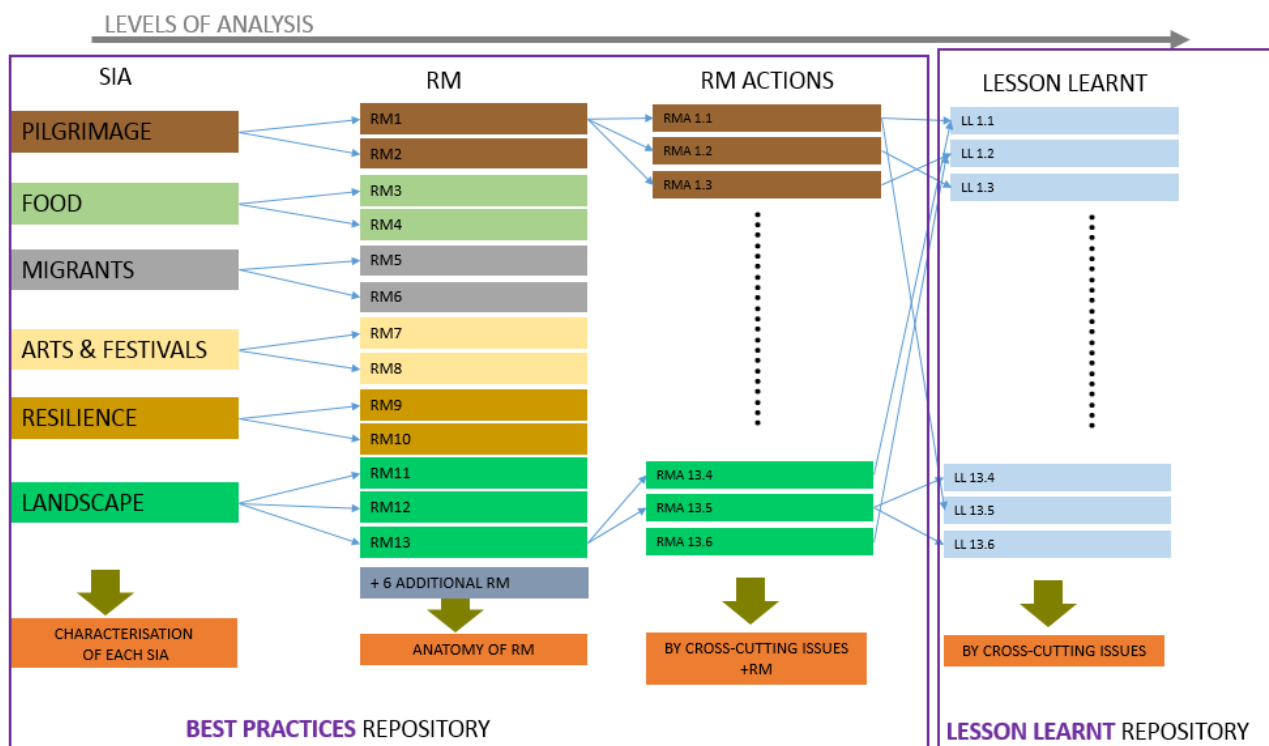 LEVELS OF ANALYSIS
SIA
RM
RM ACTIONS
LESSON LEARNT
PILGRIMAGE
FOOD
MIGRANTS
ARTS & FESTIVALS
RESILIENCE
LANDSCAPE
RM1
RM2
RM3
RM4
RM5
RM6
RM7
RM8
RM9
RM10
RM11
RM12
RM13
+ 6 ADDITIONAL RM
RMA 1.1
RMA 1.2
RMA 1.3
RMA 13.4
RMA 13.5
RMA 13.6
LL 1.1
LL 1.2
LL 1.3
LL 13.4
LL 13.5
LL 13.6
CHARACTERISATION
OF EACH SIA
ANATOMY OF RM
BY CROSS-CUTTING ISSUES
+RM
BY CROSS-CUTTING ISSUES
BEST PRACTICES REPOSITORY
LESSON LEARNT REPOSITORY